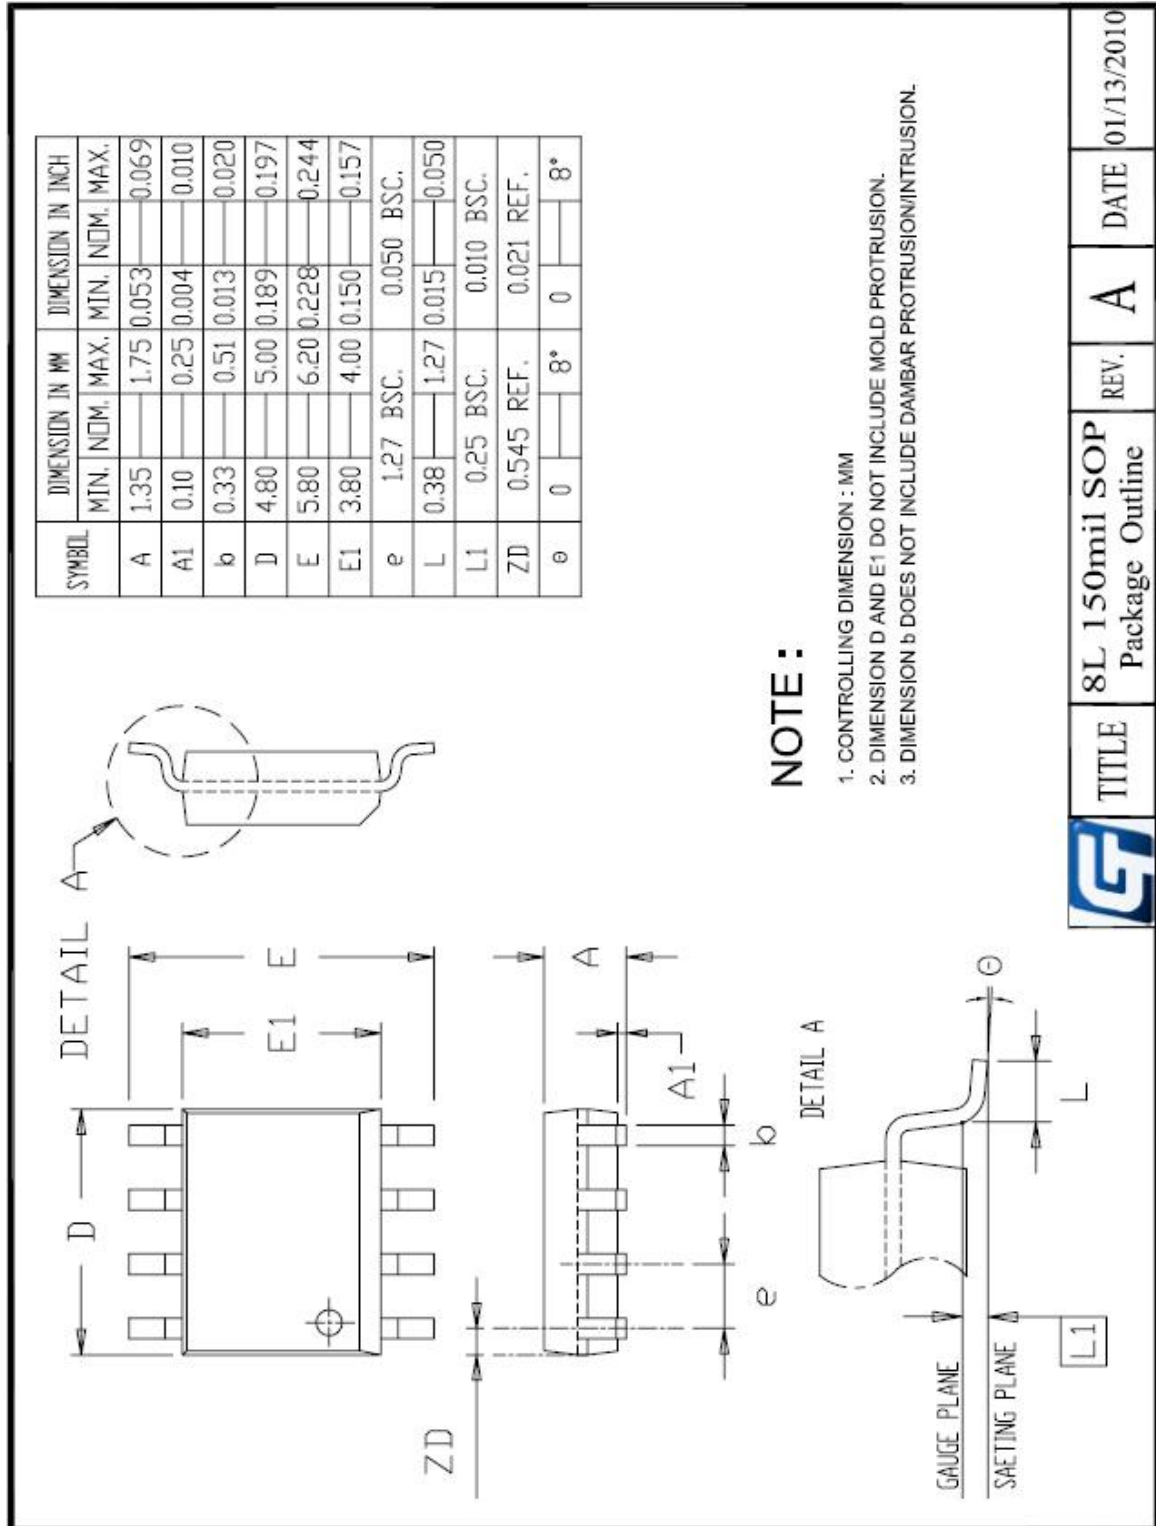 DETAIL A
D
E1
E
ZD
A
A1
e
b
DETAIL A
GAUGE PLANE
SAETING PLANE
L1
L
Θ
SYMBOL DIMENSION IN MM DIMENSION IN INCH
MIN. NOM. MAX. MIN. NOM. MAX.
A 1.35 — 1.75 0.053 — 0.069
A1 0.10 — 0.25 0.004 — 0.010
b 0.33 — 0.51 0.013 — 0.020
D 4.80 — 5.00 0.189 — 0.197
E 5.80 — 6.20 0.228 — 0.244
E1 3.80 — 4.00 0.150 — 0.157
e 1.27 BSC. 0.050 BSC.
L 0.38 — 1.27 0.015 — 0.050
L1 0.25 BSC. 0.010 BSC.
ZD 0.545 REF. 0.021 REF.
Θ 0 — 8° 0 — 8°
NOTE :
1. CONTROLLING DIMENSION : MM
2. DIMENSION D AND E1 DO NOT INCLUDE MOLD PROTRUSION.
3. DIMENSION b DOES NOT INCLUDE DAMBAR PROTRUSION/INTRUSION.
GT
TITLE
8L 150mil SOP
Package Outline
REV.
A
DATE
01/13/2010